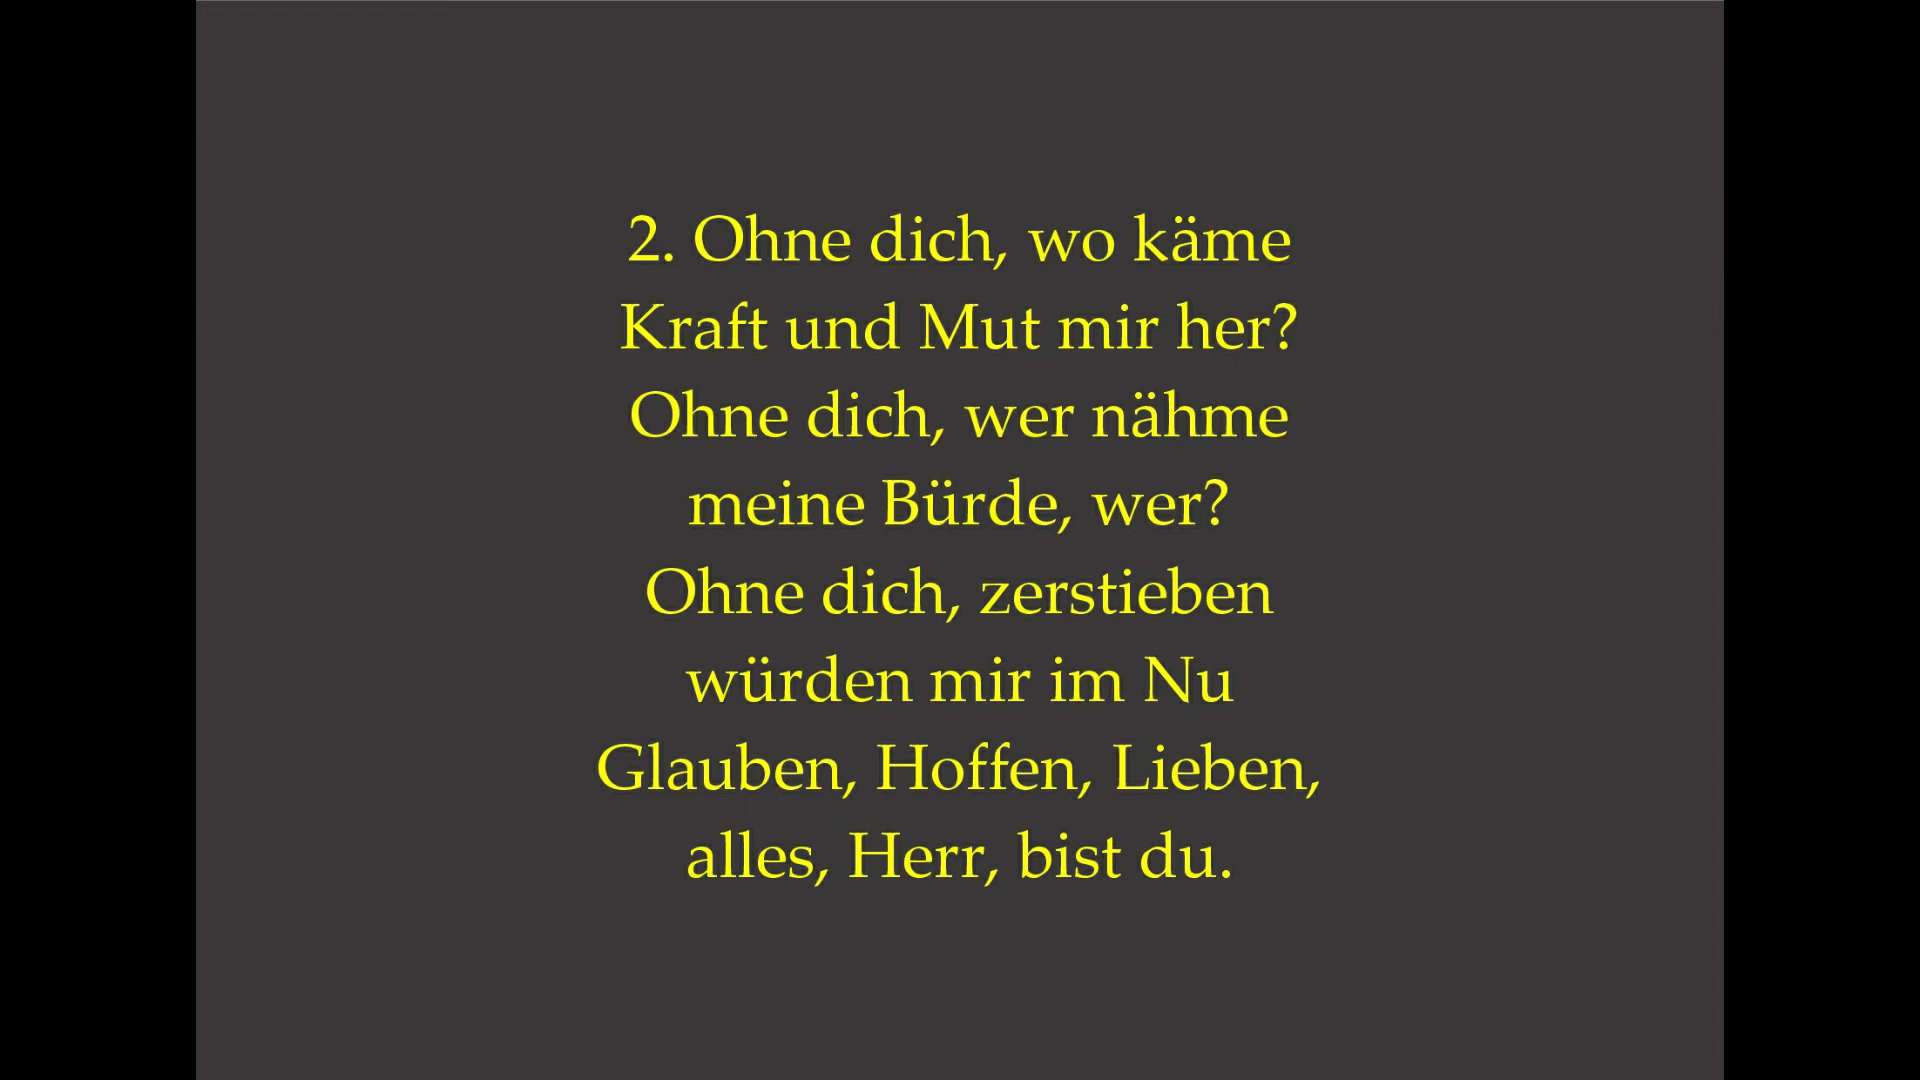 2. Ohne dich, wo käme
Kraft und Mut mir her?
Ohne dich, wer nähme
meine Bürde, wer?
Ohne dich, zerstieben
würden mir im Nu
Glauben, Hoffen, Lieben,
alles, Herr, bist du.